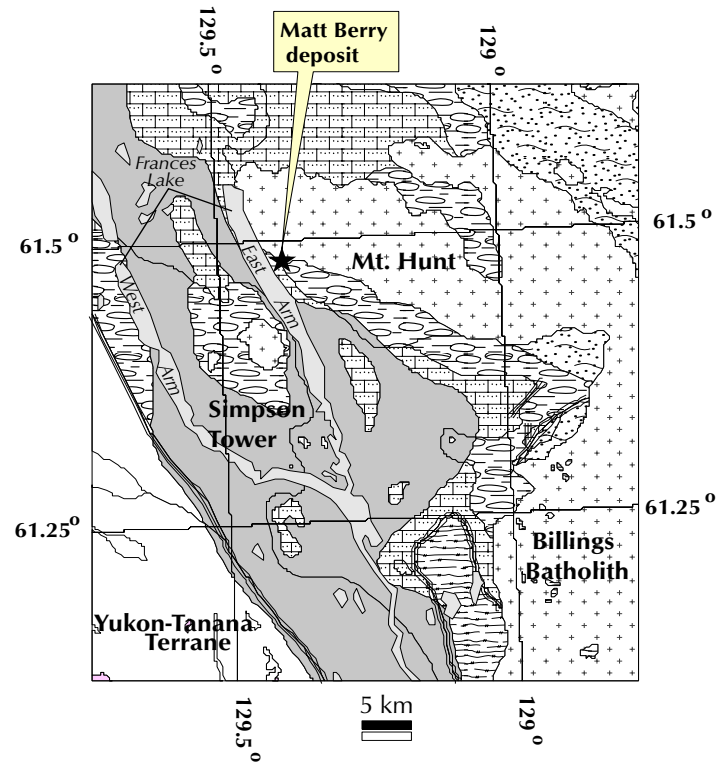 129.5 o
Matt Berry
deposit
129 o
Frances
Lake
61.5 o
61.5 o
East
Arm
Mt. Hunt
West
Arm
Simpson
Tower
61.25 o
61.25 o
Billings
Batholith
Yukon-Tanana
Terrane
129.5 o
5 km
129 o